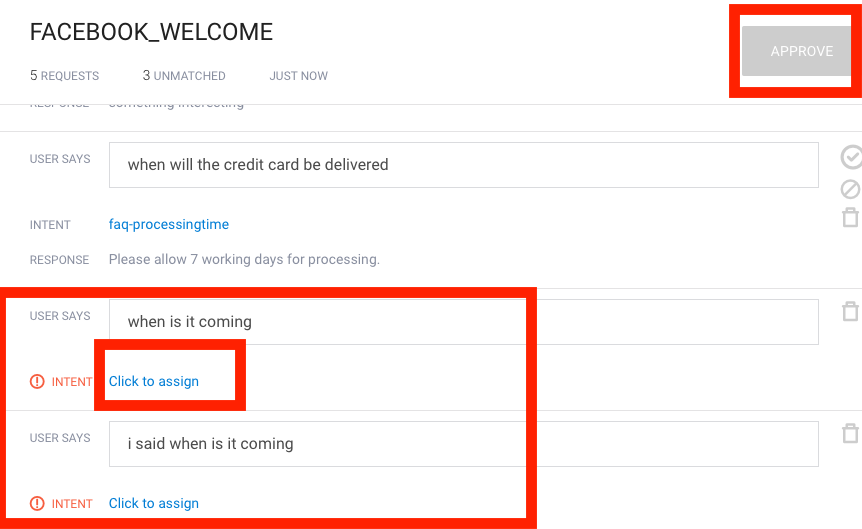 FACEBOOK_WELCOME
APPROVE
5 REQUESTS 3 UNMATCHED JUST NOW
RESPONSE something interesting
USER SAYS when will the credit card be delivered
INTENT faq-processingtime
RESPONSE Please allow 7 working days for processing.
USER SAYS when is it coming
INTENT Click to assign
USER SAYS i said when is it coming
INTENT Click to assign